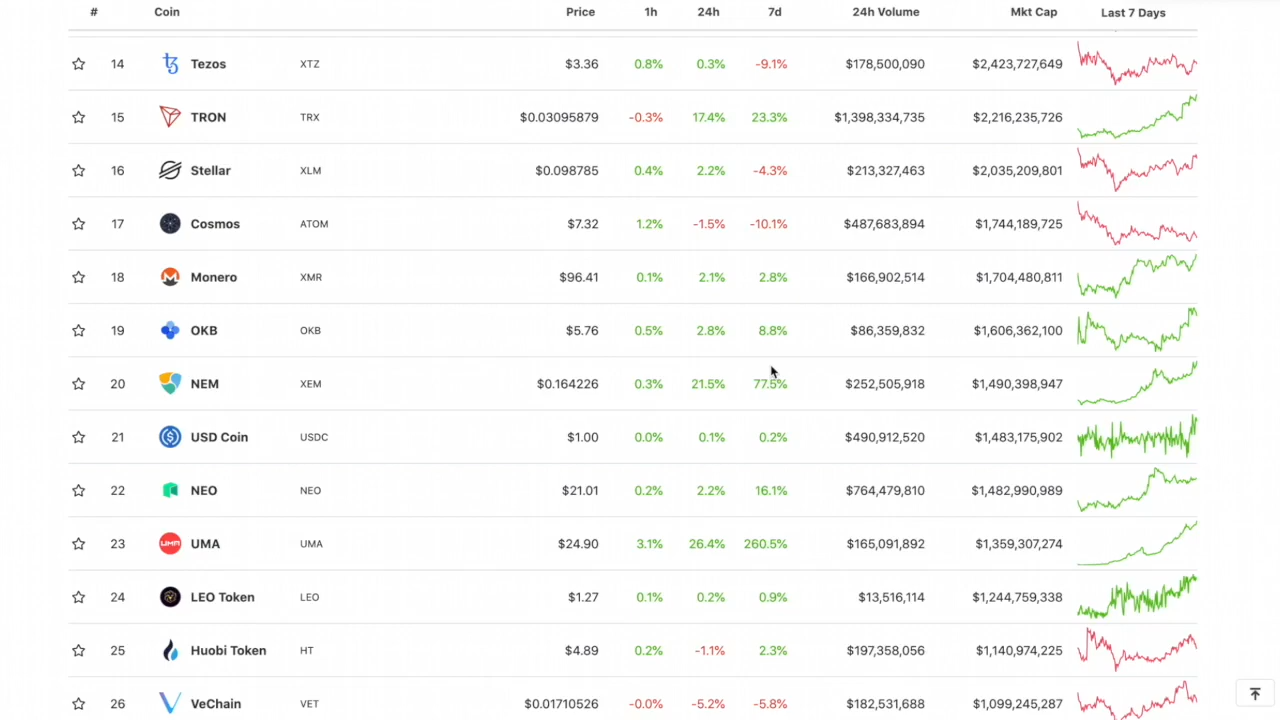 # Coin Price 1h 24h 7d 24h Volume Mkt Cap Last 7 Days
14 Tezos XTZ $3.36 0.8% 0.3% -9.1% $178,500,090 $2,423,727,649
15 TRON TRX $0.03095879 -0.3% 17.4% 23.3% $1,398,334,735 $2,216,235,726
16 Stellar XLM $0.098785 0.4% 2.2% -4.3% $213,327,463 $2,035,209,801
17 Cosmos ATOM $7.32 1.2% -1.5% -10.1% $487,683,894 $1,744,189,725
18 Monero XMR $96.41 0.1% 2.1% 2.8% $166,902,514 $1,704,480,811
19 OKB OKB $5.76 0.5% 2.8% 8.8% $86,359,832 $1,606,362,100
20 NEM XEM $0.164226 0.3% 21.5% 77.5% $252,505,918 $1,490,398,947
21 USD Coin USDC $1.00 0.0% 0.1% 0.2% $490,912,520 $1,483,175,902
22 NEO NEO $21.01 0.2% 2.2% 16.1% $764,479,810 $1,482,990,989
23 UMA UMA UMA $24.90 3.1% 26.4% 260.5% $165,091,892 $1,359,307,274
24 LEO Token LEO $1.27 0.1% 0.2% 0.9% $13,516,114 $1,244,759,338
25 Huobi Token HT $4.89 0.2% -1.1% 2.3% $197,358,056 $1,140,974,225
26 VeChain VET $0.01710526 -0.0% -5.2% -5.8% $182,531,688 $1,099,245,287